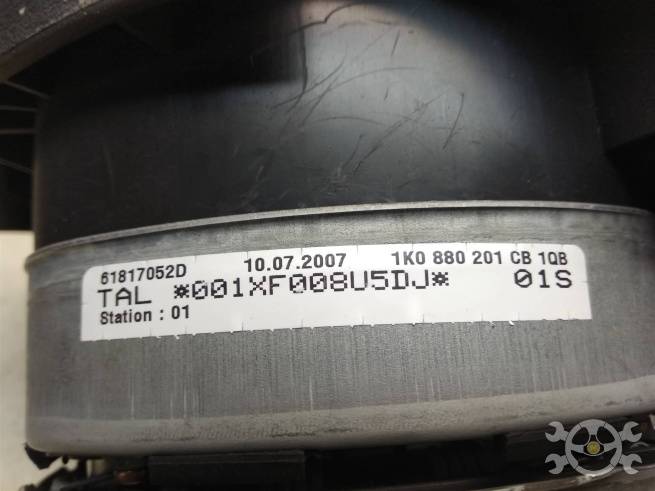 61817052D 10.07.2007 1K0 880 201 CB 1QB
TAL *001XF008U5DJ* 01S
Station : 01